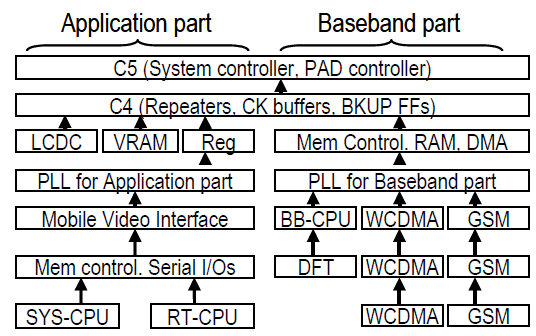 Application part Baseband part
C5 (System controller, PAD controller)
C4 (Repeaters, CK buffers, BKUP FFs)
LCDC VRAM Reg Mem Control. RAM, DMA
PLL for Application part PLL for Baseband part
Mobile Video Interface BB-CPU WCDMA GSM
Mem control. Serial I/Os DFT WCDMA GSM
SYS-CPU RT-CPU WCDMA GSM